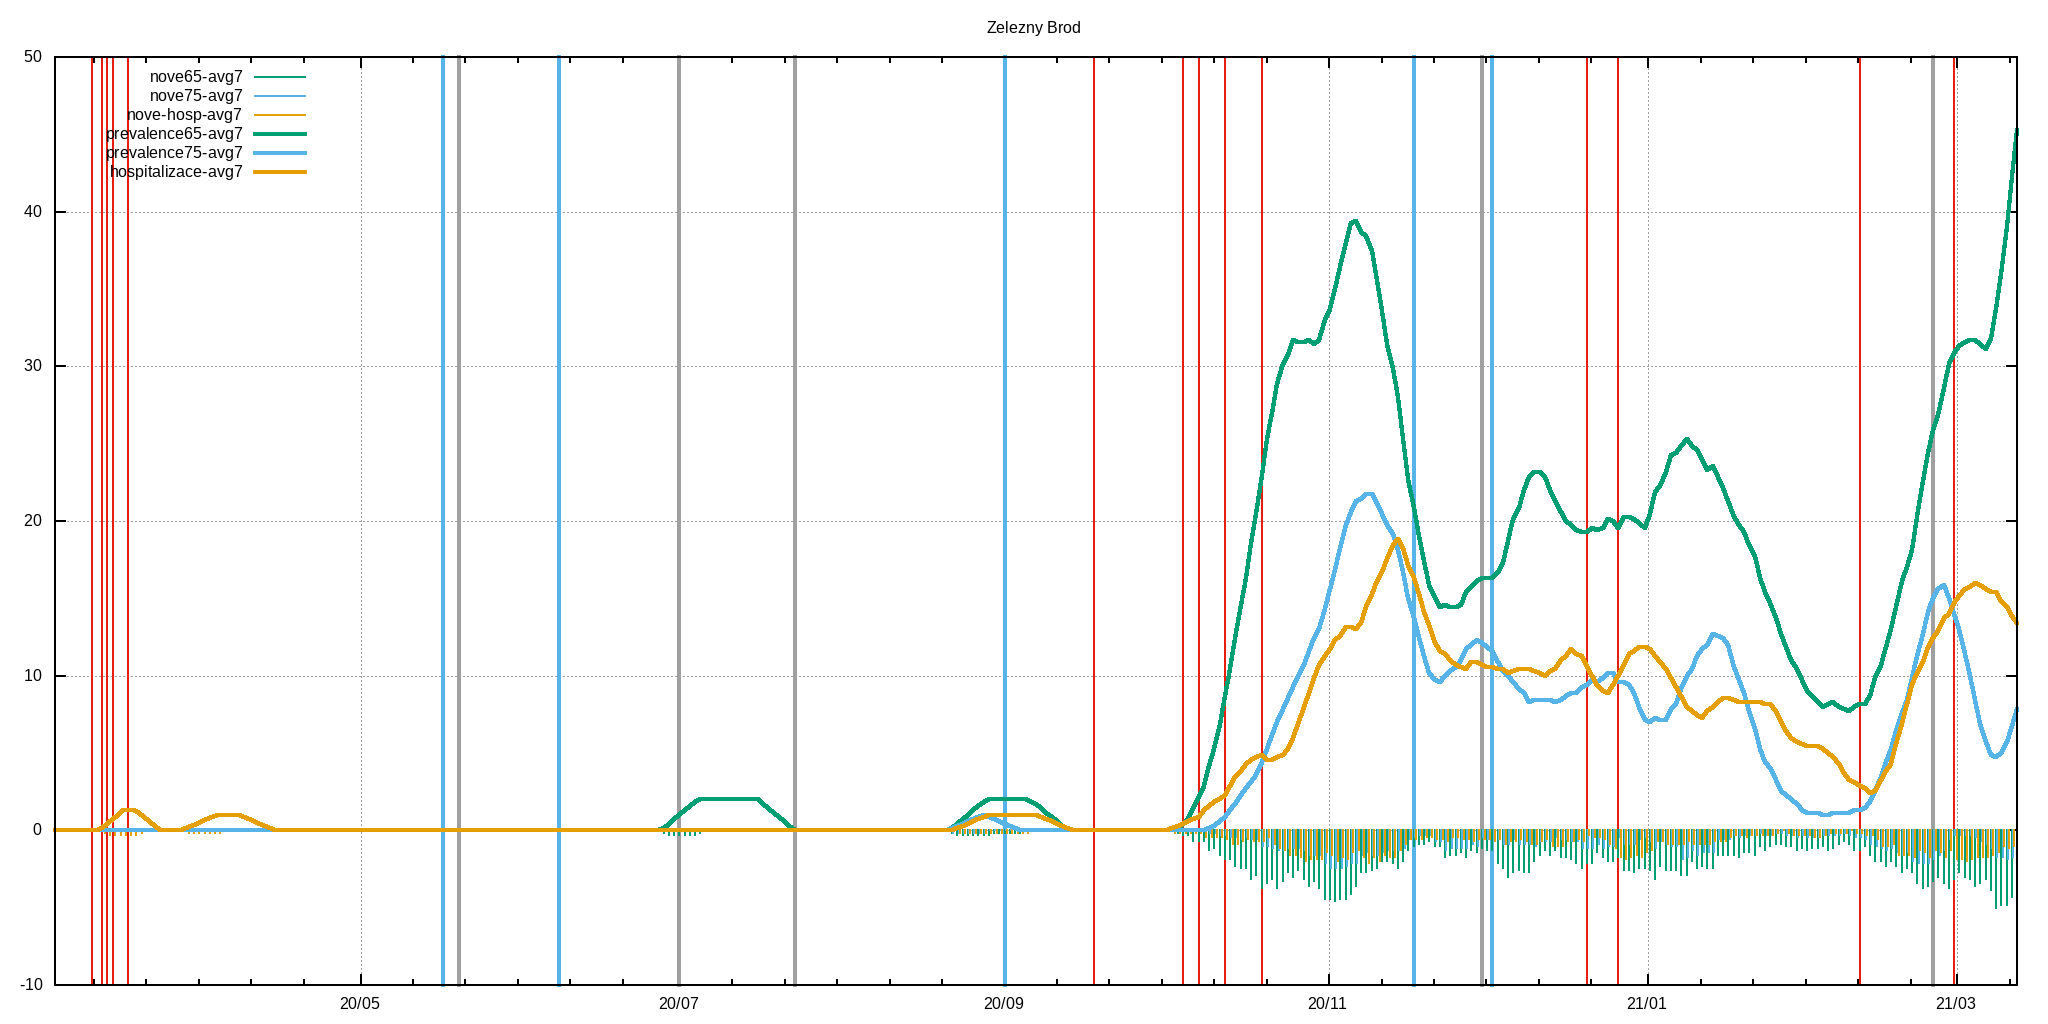 Zelezny Brod
50
nove65-avg7
nove75-avg7
nove-hosp-avg7
prevalence65-avg7
prevalence75-avg7
hospitalizace-avg7
40
30
20
10
0
-10
20/05 20/07 20/09 20/11 21/01 21/03